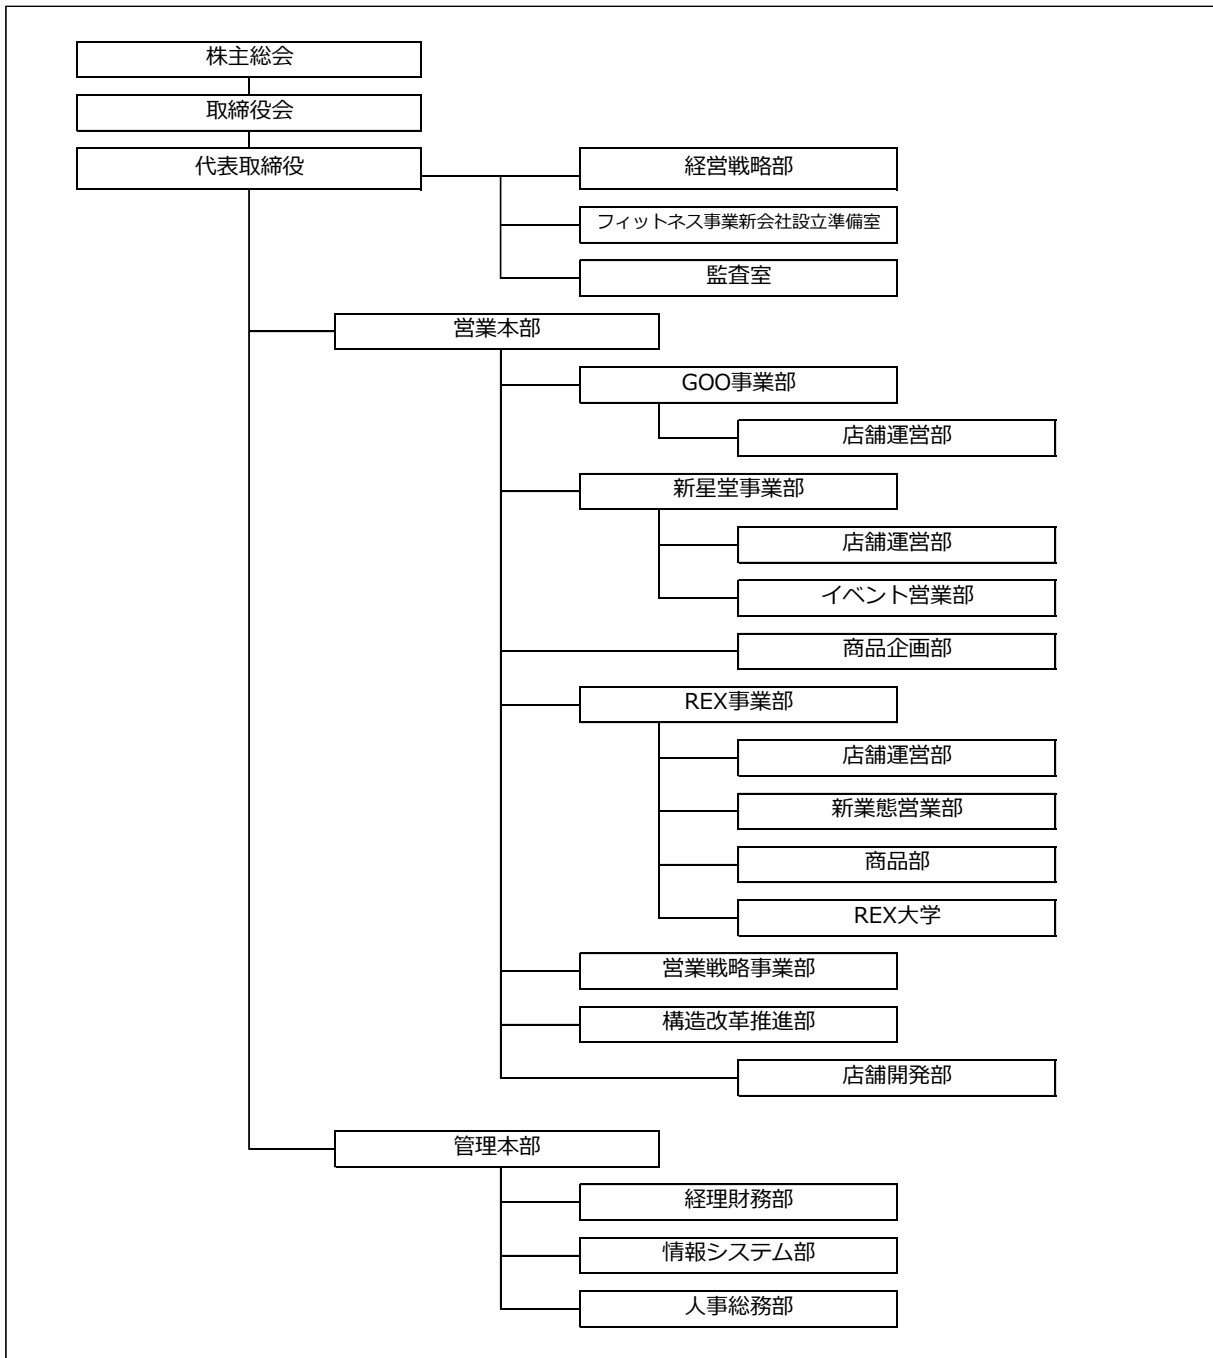 株主総会
取締役会
代表取締役
経営戦略部
フィットネス事業新会社設立準備室
監査室
営業本部
GOO事業部
店舗運営部
新星堂事業部
店舗運営部
イベント営業部
商品企画部
REX事業部
店舗運営部
新業態営業部
商品部
REX大学
営業戦略事業部
構造改革推進部
店舗開発部
管理本部
経理財務部
情報システム部
人事総務部